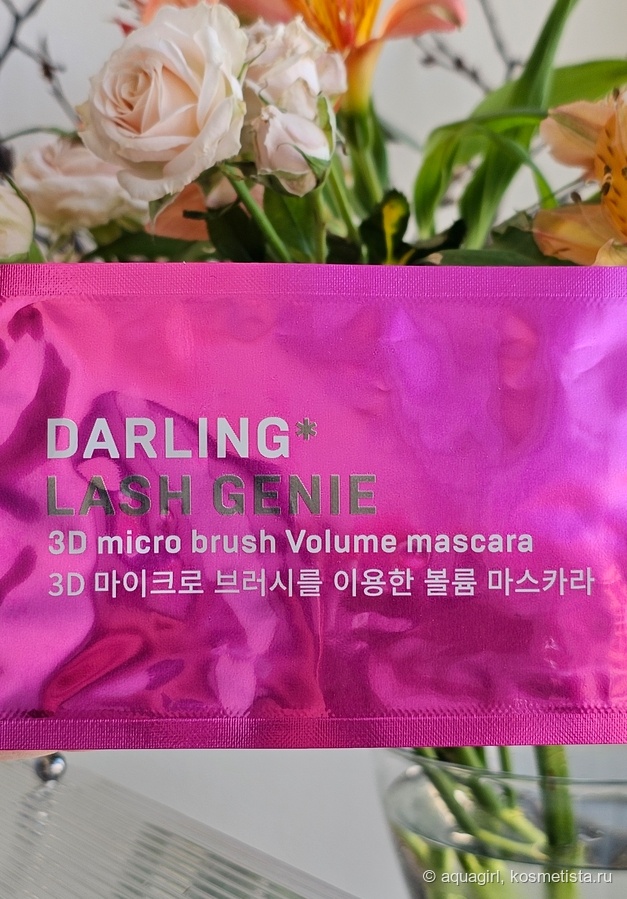 DARLING*
LASH GENIE
3D micro brush Volume mascara
3D 마이크로 브러시를 이용한 볼륨 마스카라
© aquagirl, kosmetista.ru